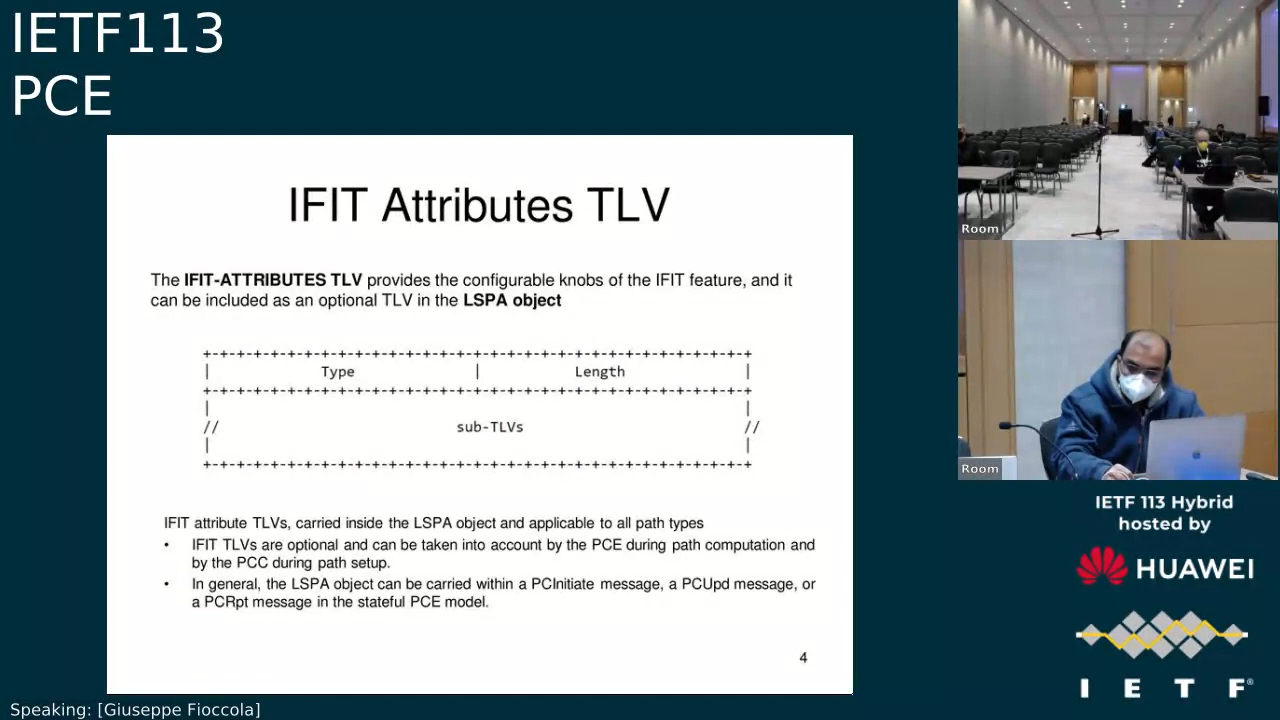 IETF113
PCE
IFIT Attributes TLV
The IFIT-ATTRIBUTES TLV provides the configurable knobs of the IFIT feature, and it
can be included as an optional TLV in the LSPA object
+-+-+-+-+-+-+-+-+-+-+-+-+-+-+-+-+-+-+-+-+-+-+-+-+-+-+-+-+-+-+-+-+
| Type | Length |
+-+-+-+-+-+-+-+-+-+-+-+-+-+-+-+-+-+-+-+-+-+-+-+-+-+-+-+-+-+-+-+-+
| |
// sub-TLVs //
| |
+-+-+-+-+-+-+-+-+-+-+-+-+-+-+-+-+-+-+-+-+-+-+-+-+-+-+-+-+-+-+-+-+
IFIT attribute TLVs, carried inside the LSPA object and applicable to all path types
• IFIT TLVs are optional and can be taken into account by the PCE during path computation and
by the PCC during path setup.
• In general, the LSPA object can be carried within a PCInitiate message, a PCUpd message, or
a PCRpt message in the stateful PCE model.
4
Speaking: [Giuseppe Fioccola]
Room
Room
IETF 113 Hybrid
hosted by
HUAWEI
I E T F®